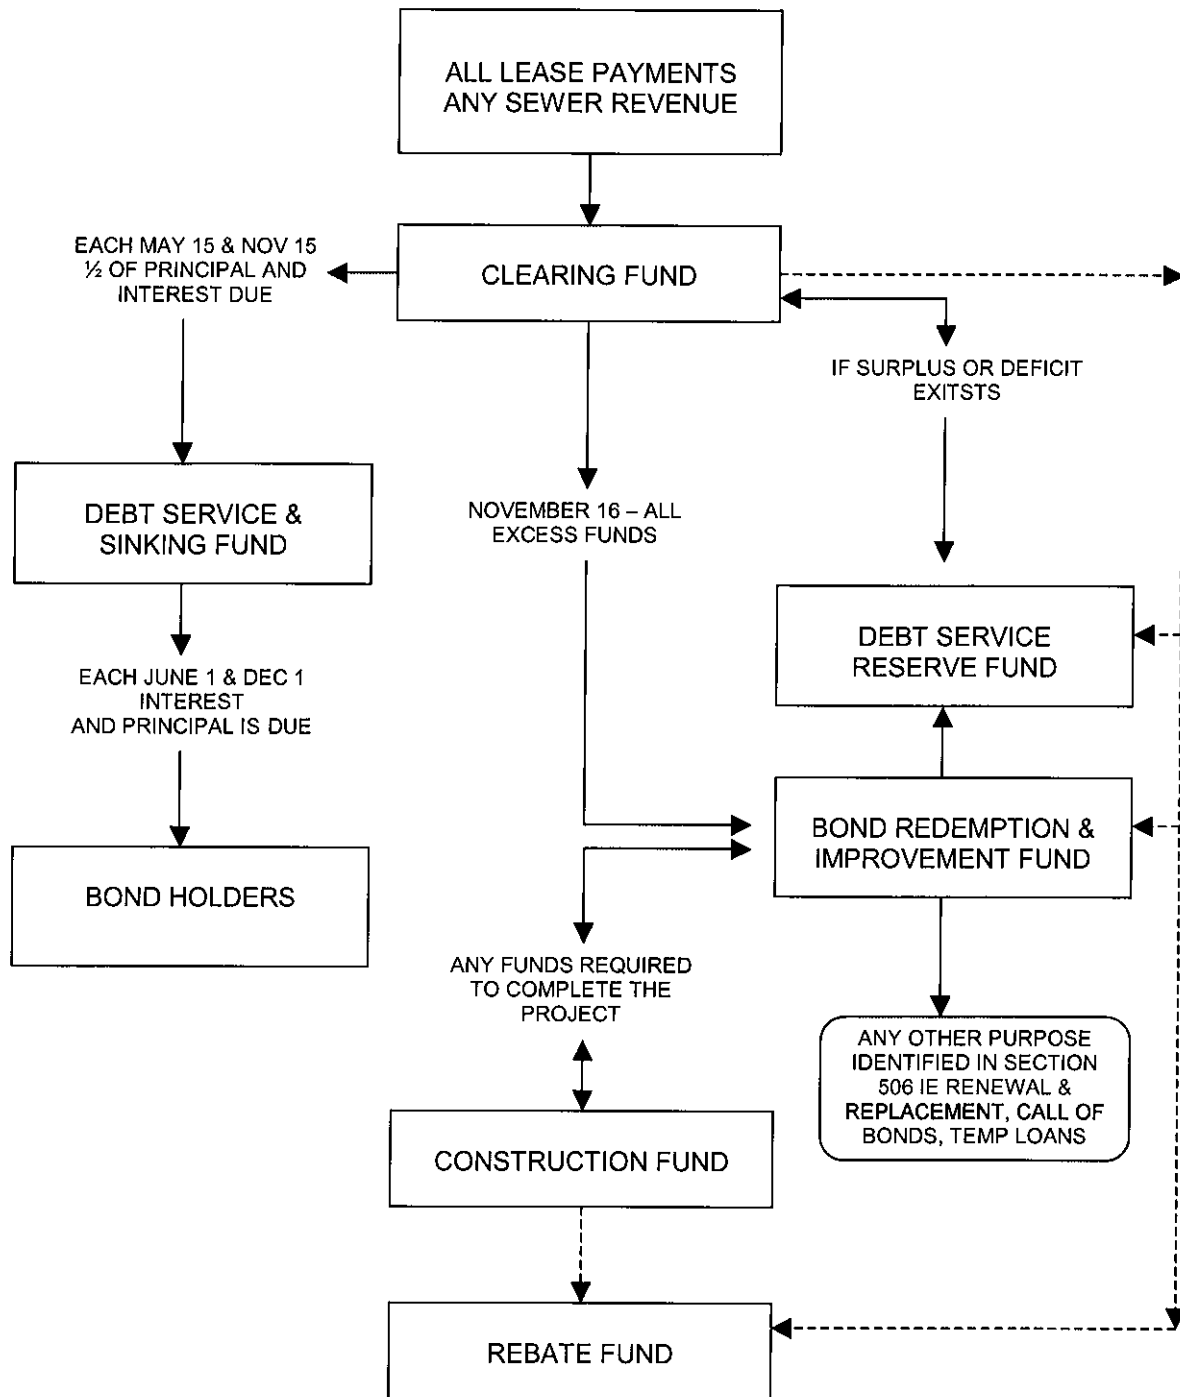 ALL LEASE PAYMENTS
ANY SEWER REVENUE
EACH MAY 15 & NOV 15
½ OF PRINCIPAL AND
INTEREST DUE
CLEARING FUND
IF SURPLUS OR DEFICIT
EXITSTS
DEBT SERVICE &
SINKING FUND
NOVEMBER 16 – ALL
EXCESS FUNDS
DEBT SERVICE
RESERVE FUND
EACH JUNE 1 & DEC 1
INTEREST
AND PRINCIPAL IS DUE
BOND REDEMPTION &
IMPROVEMENT FUND
BOND HOLDERS
ANY FUNDS REQUIRED
TO COMPLETE THE
PROJECT
ANY OTHER PURPOSE
IDENTIFIED IN SECTION
506 IE RENEWAL &
REPLACEMENT, CALL OF
BONDS, TEMP LOANS
CONSTRUCTION FUND
REBATE FUND